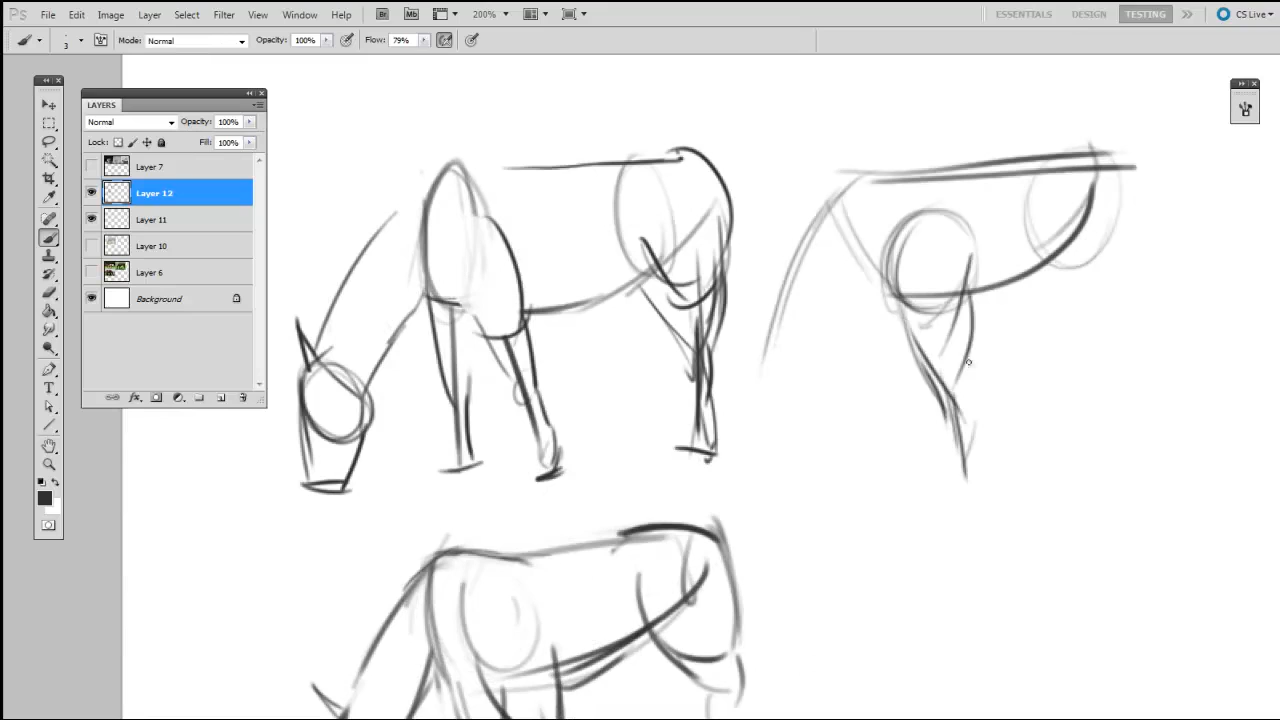 Ps File Edit Image Layer Select Filter View Window Help Br Mb 200% ESSENTIALS DESIGN TESTING CS Live
3 Mode: Normal Opacity: 100% Flow: 79%
LAYERS
Normal Opacity: 100%
Lock: Fill: 100%
Layer 7
Layer 12
Layer 11
Layer 10
Layer 6
Background